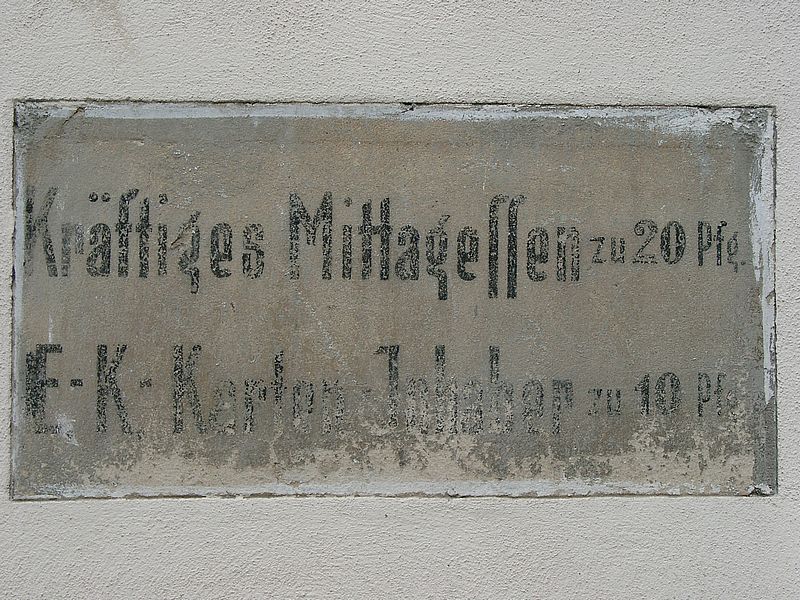 Kräftiges Mittageſſen zu 20 Pfg.
E-K-Karten-Inhaber zu 10 Pfg.